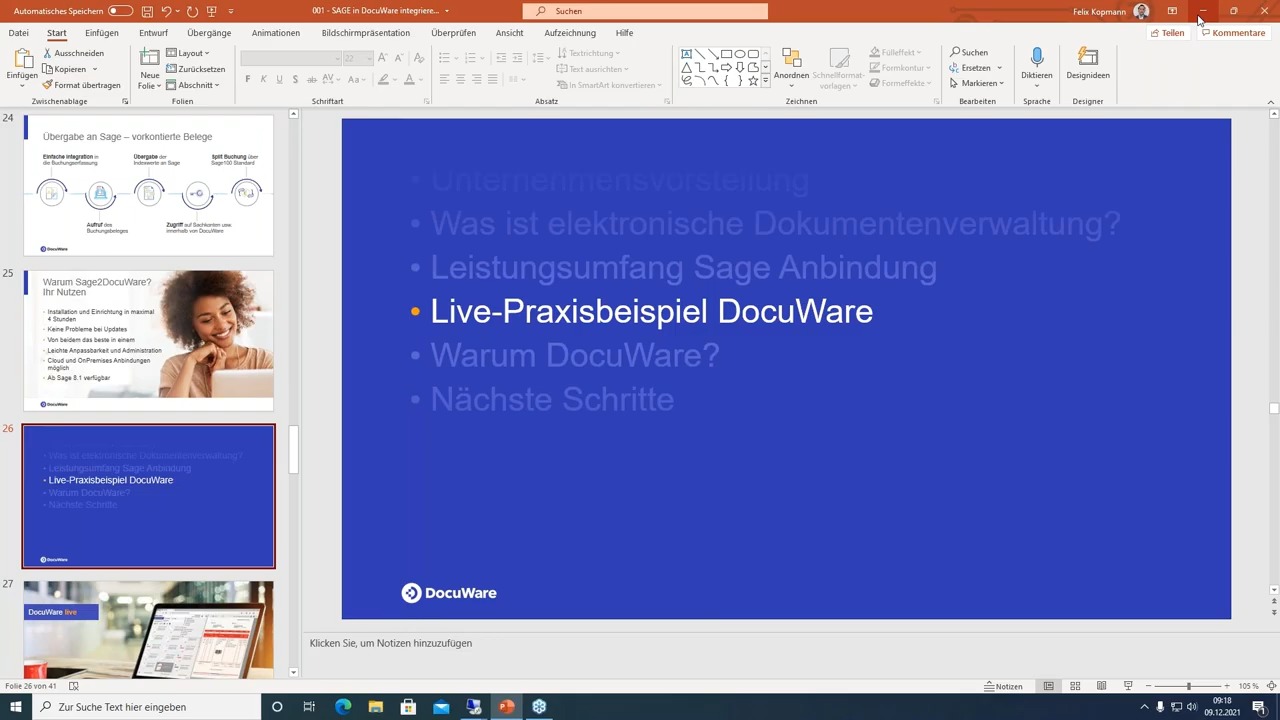 Automatisches Speichern
001 - SAGE in DocuWare integriere...
Suchen
Felix Kopmann
Datei Start Einfügen Entwurf Übergänge Animationen Bildschirmpräsentation Überprüfen Ansicht Aufzeichnung Hilfe
Teilen Kommentare
Einfügen
Ausschneiden
Kopieren
Format übertragen
Zwischenablage
Neue Folie
Layout
Zurücksetzen
Abschnitt
Folien
22
F K U S ab AV Aa A
Schriftart
Textrichtung
Text ausrichten
In SmartArt konvertieren
Absatz
Anordnen
Schnellformat-
vorlagen
Fülleffekt
Formkontur
Formeffekte
Zeichnen
Suchen
Ersetzen
Markieren
Bearbeiten
Diktieren
Sprache
Designideen
Designer
24
Übergabe an Sage – vorkontierte Belege
Einfache Integration in
die Buchungserfassung
Übergabe der
Indexwerte an Sage
Split Buchung über
Sage100 Standard
Aufruf des
Buchungsbeleges
Zugriff auf Sachkonten usw.
innerhalb von DocuWare
DocuWare
25
Warum Sage2DocuWare?
Ihr Nutzen
• Installation und Einrichtung in maximal
4 Stunden
• Keine Probleme bei Updates
• Von beidem das beste in einem
• Leichte Anpassbarkeit und Administration
• Cloud und OnPremises Anbindungen
möglich
• Ab Sage 8.1 verfügbar
DocuWare
26
• Was ist elektronische Dokumentenverwaltung?
• Leistungsumfang Sage Anbindung
• Live-Praxisbeispiel DocuWare
• Warum DocuWare?
• Nächste Schritte
DocuWare
27
DocuWare live
• Unternehmensvorstellung
• Was ist elektronische Dokumentenverwaltung?
• Leistungsumfang Sage Anbindung
• Live-Praxisbeispiel DocuWare
• Warum DocuWare?
• Nächste Schritte
DocuWare
Klicken Sie, um Notizen hinzuzufügen
Folie 26 von 41
Notizen
105 %
Zur Suche Text hier eingeben
09:18
09.12.2021